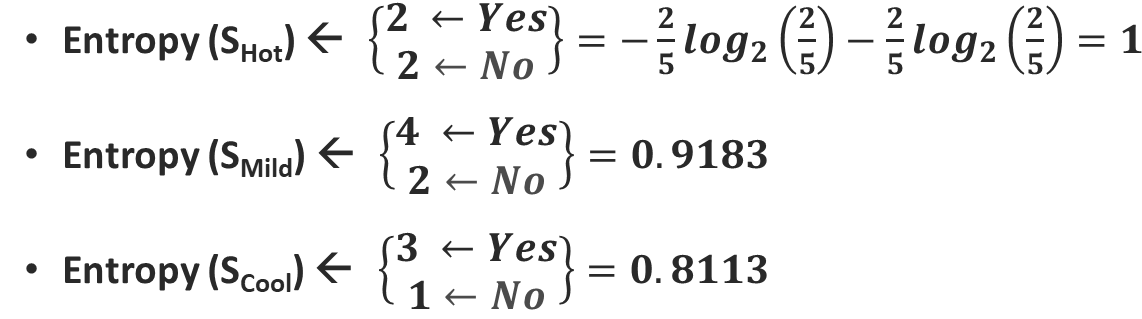 • Entropy (S_Hot) ← {2 ← Yes, 2 ← No} = −2/5 log₂(2/5) − 2/5 log₂(2/5) = 1
• Entropy (S_Mild) ← {4 ← Yes, 2 ← No} = 0.9183
• Entropy (S_Cool) ← {3 ← Yes, 1 ← No} = 0.8113